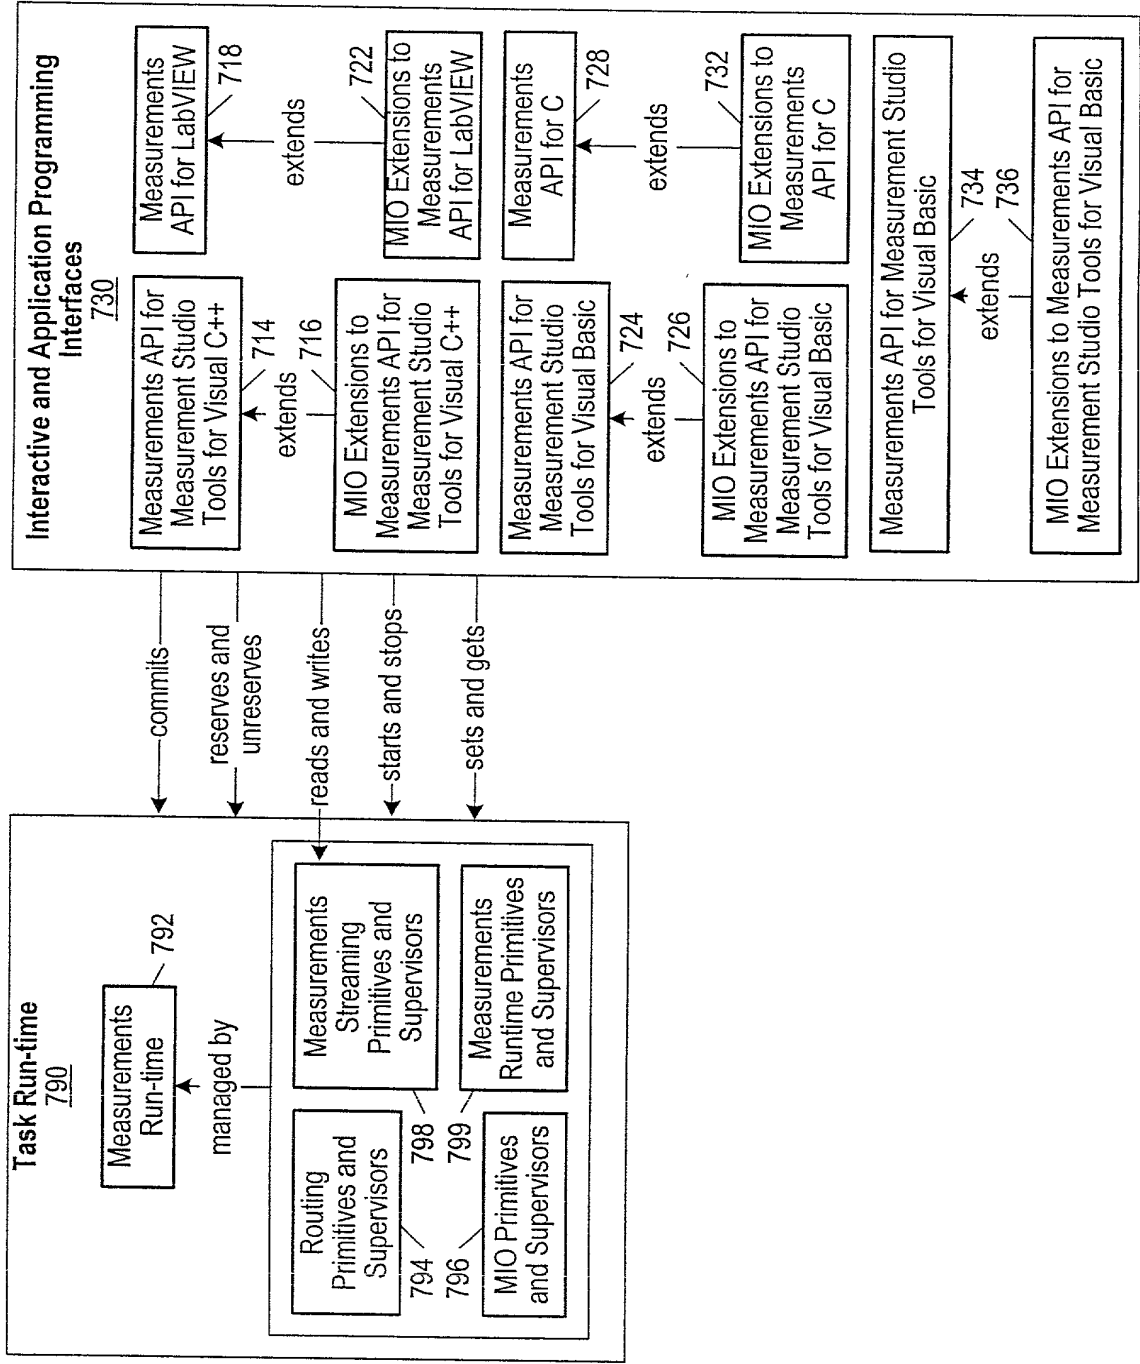 Task Run-time
790
Measurements
Run-time
792
managed by
Routing
Primitives and
Supervisors
794
Measurements
Streaming
Primitives and
Supervisors
798
796
MIO Primitives
and Supervisors
799
Measurements
Runtime Primitives
and Supervisors
commits
reserves and
unreserves
reads and writes
starts and stops
sets and gets
Interactive and Application Programming
Interfaces
730
Measurements API for
Measurement Studio
Tools for Visual C++
714
extends
716
MIO Extensions to
Measurements API for
Measurement Studio
Tools for Visual C++
Measurements
API for LabVIEW
718
extends
722
MIO Extensions to
Measurements
API for LabVIEW
Measurements API for
Measurement Studio
Tools for Visual Basic
724
extends
726
MIO Extensions to
Measurements API for
Measurement Studio
Tools for Visual Basic
Measurements
API for C
728
extends
732
MIO Extensions to
Measurements
API for C
Measurements API for Measurement Studio
Tools for Visual Basic
734
extends
736
MIO Extensions to Measurements API for
Measurement Studio Tools for Visual Basic